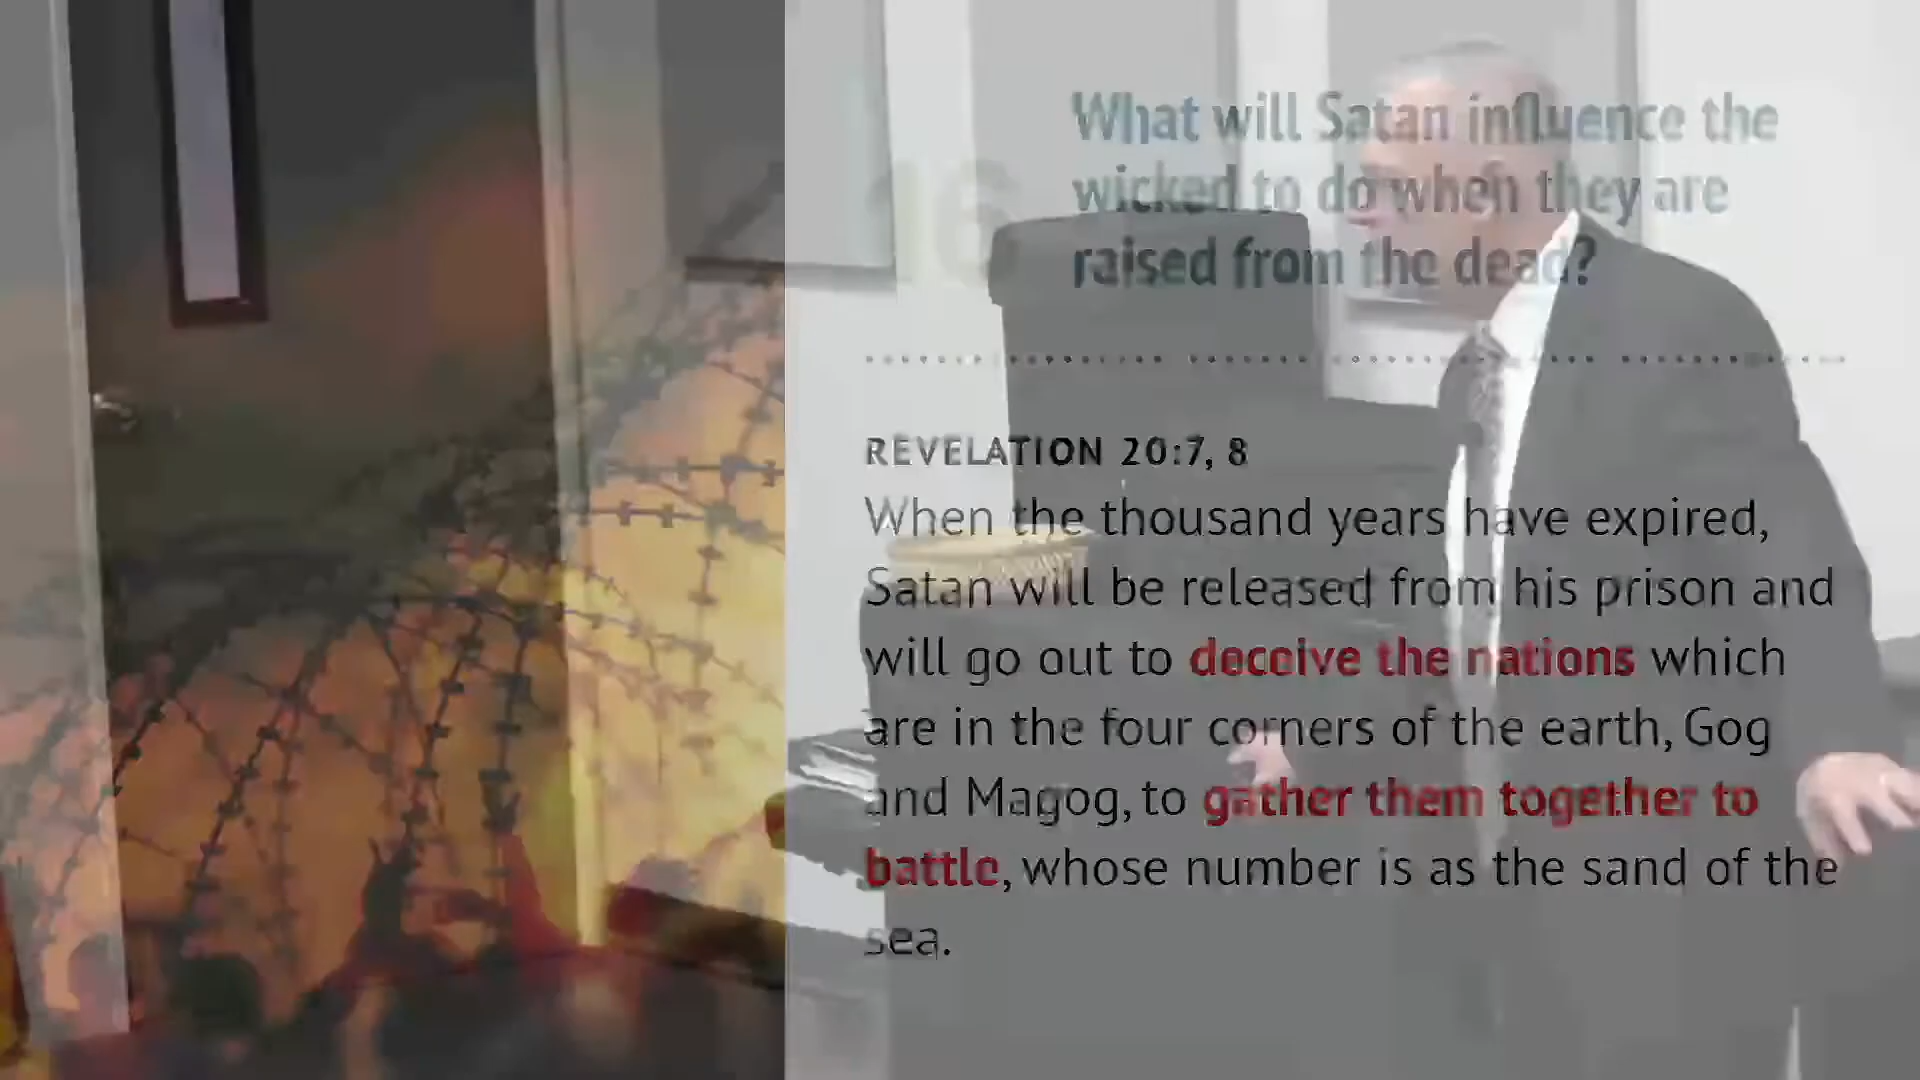 16
What will Satan influence the
wicked to do when they are
raised from the dead?
REVELATION 20:7, 8
When the thousand years have expired,
Satan will be released from his prison and
will go out to deceive the nations which
are in the four corners of the earth, Gog
and Magog, to gather them together to
battle, whose number is as the sand of the
sea.